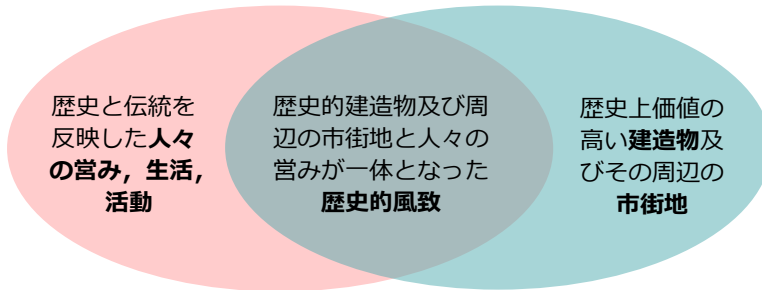 歴史と伝統を
反映した人々
の営み，生活，
活動
歴史的建造物及び周
辺の市街地と人々の
営みが一体となった
歴史的風致
歴史上価値の
高い建造物及
びその周辺の
市街地